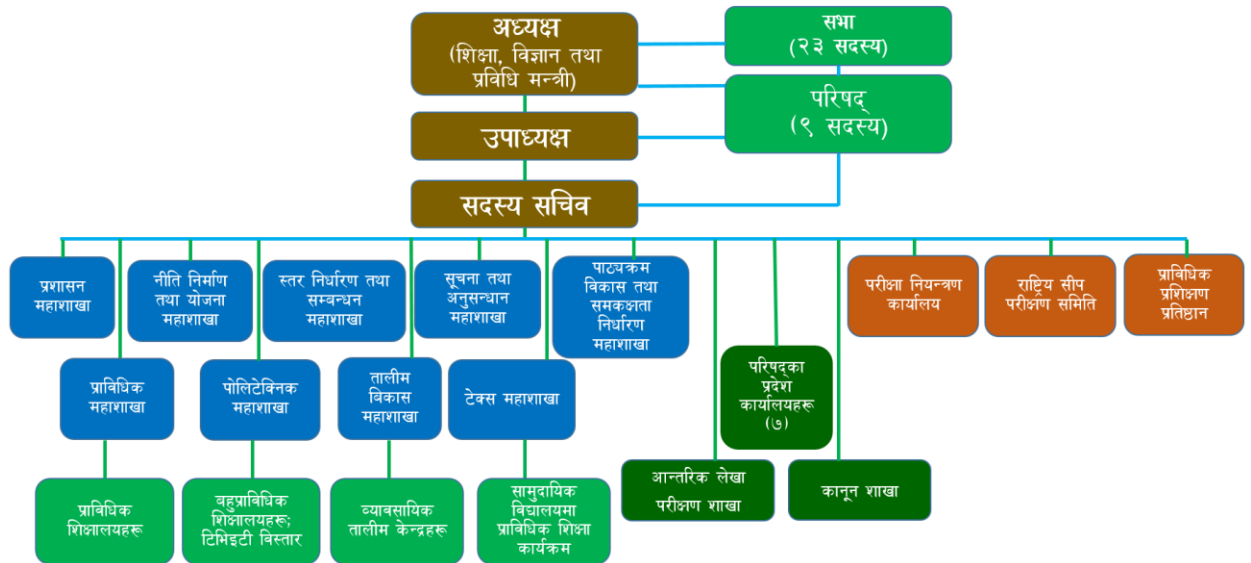 अध्यक्ष
(शिक्षा, विज्ञान तथा
प्रविधि मन्त्री)
सभा
(२३ सदस्य)
परिषद्
(९ सदस्य)
उपाध्यक्ष
सदस्य सचिव
प्रशासन
महाशाखा
नीति निर्माण
तथा योजना
महाशाखा
स्तर निर्धारण तथा
सम्बन्धन
महाशाखा
सूचना तथा
अनुसन्धान
महाशाखा
पाठ्यक्रम
विकास तथा
समकक्षता
निर्धारण
महाशाखा
परीक्षा नियन्त्रण
कार्यालय
राष्ट्रिय सीप
परीक्षण समिति
प्राविधिक
प्रशिक्षण
प्रतिष्ठान
प्राविधिक
महाशाखा
पोलिटेक्निक
महाशाखा
तालीम
विकास
महाशाखा
टेक्स महाशाखा
परिषद्का
प्रदेश
कार्यालयहरू
(७)
प्राविधिक
शिक्षालयहरू
बहुप्राविधिक
शिक्षालयहरू;
टिभिइटी विस्तार
व्यावसायिक
तालीम केन्द्रहरू
सामुदायिक
विद्यालयमा
प्राविधिक शिक्षा
कार्यक्रम
आन्तरिक लेखा
परीक्षण शाखा
कानून शाखा